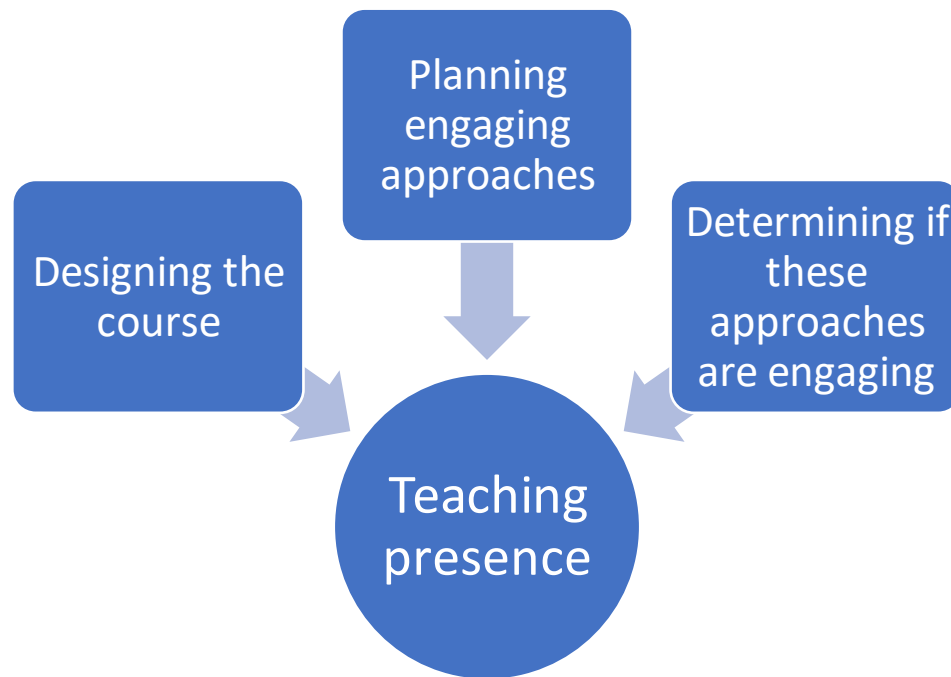 Planning
engaging
approaches
Designing the
course
Determining if
these
approaches
are engaging
Teaching
presence